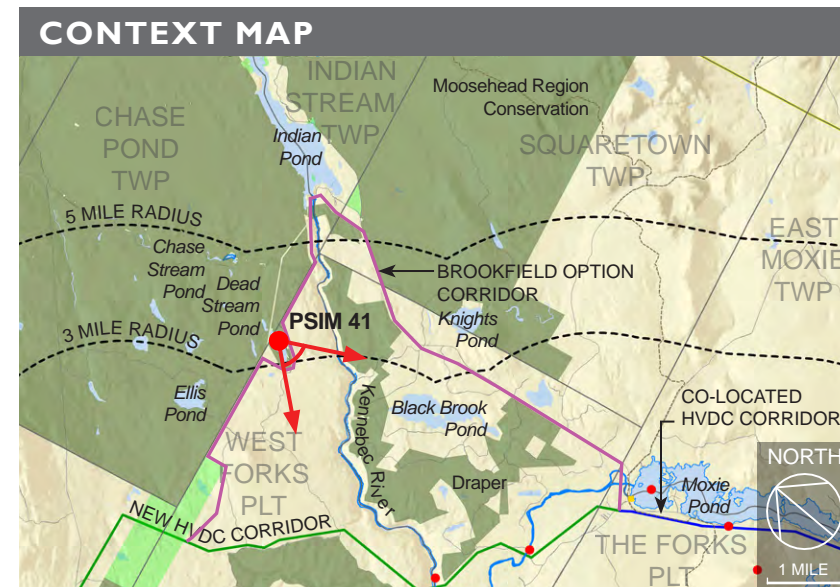 CONTEXT MAP
INDIAN
STREAM
TWP
Moosehead Region
Conservation
CHASE
POND
TWP
Indian
Pond
SQUARETOWN
TWP
5 MILE RADIUS
EAST
MOXIE
TWP
Chase
Stream
Pond
Dead
Stream
Pond
BROOKFIELD OPTION
CORRIDOR
Knights
Pond
PSIM 41
3 MILE RADIUS
Ellis
Pond
Kennebec River
Black Brook
Pond
CO-LOCATED
HVDC CORRIDOR
WEST
FORKS
PLT
NORTH
Draper
Moxie
Pond
NEW HVDC CORRIDOR
THE FORKS
PLT
1 MILE